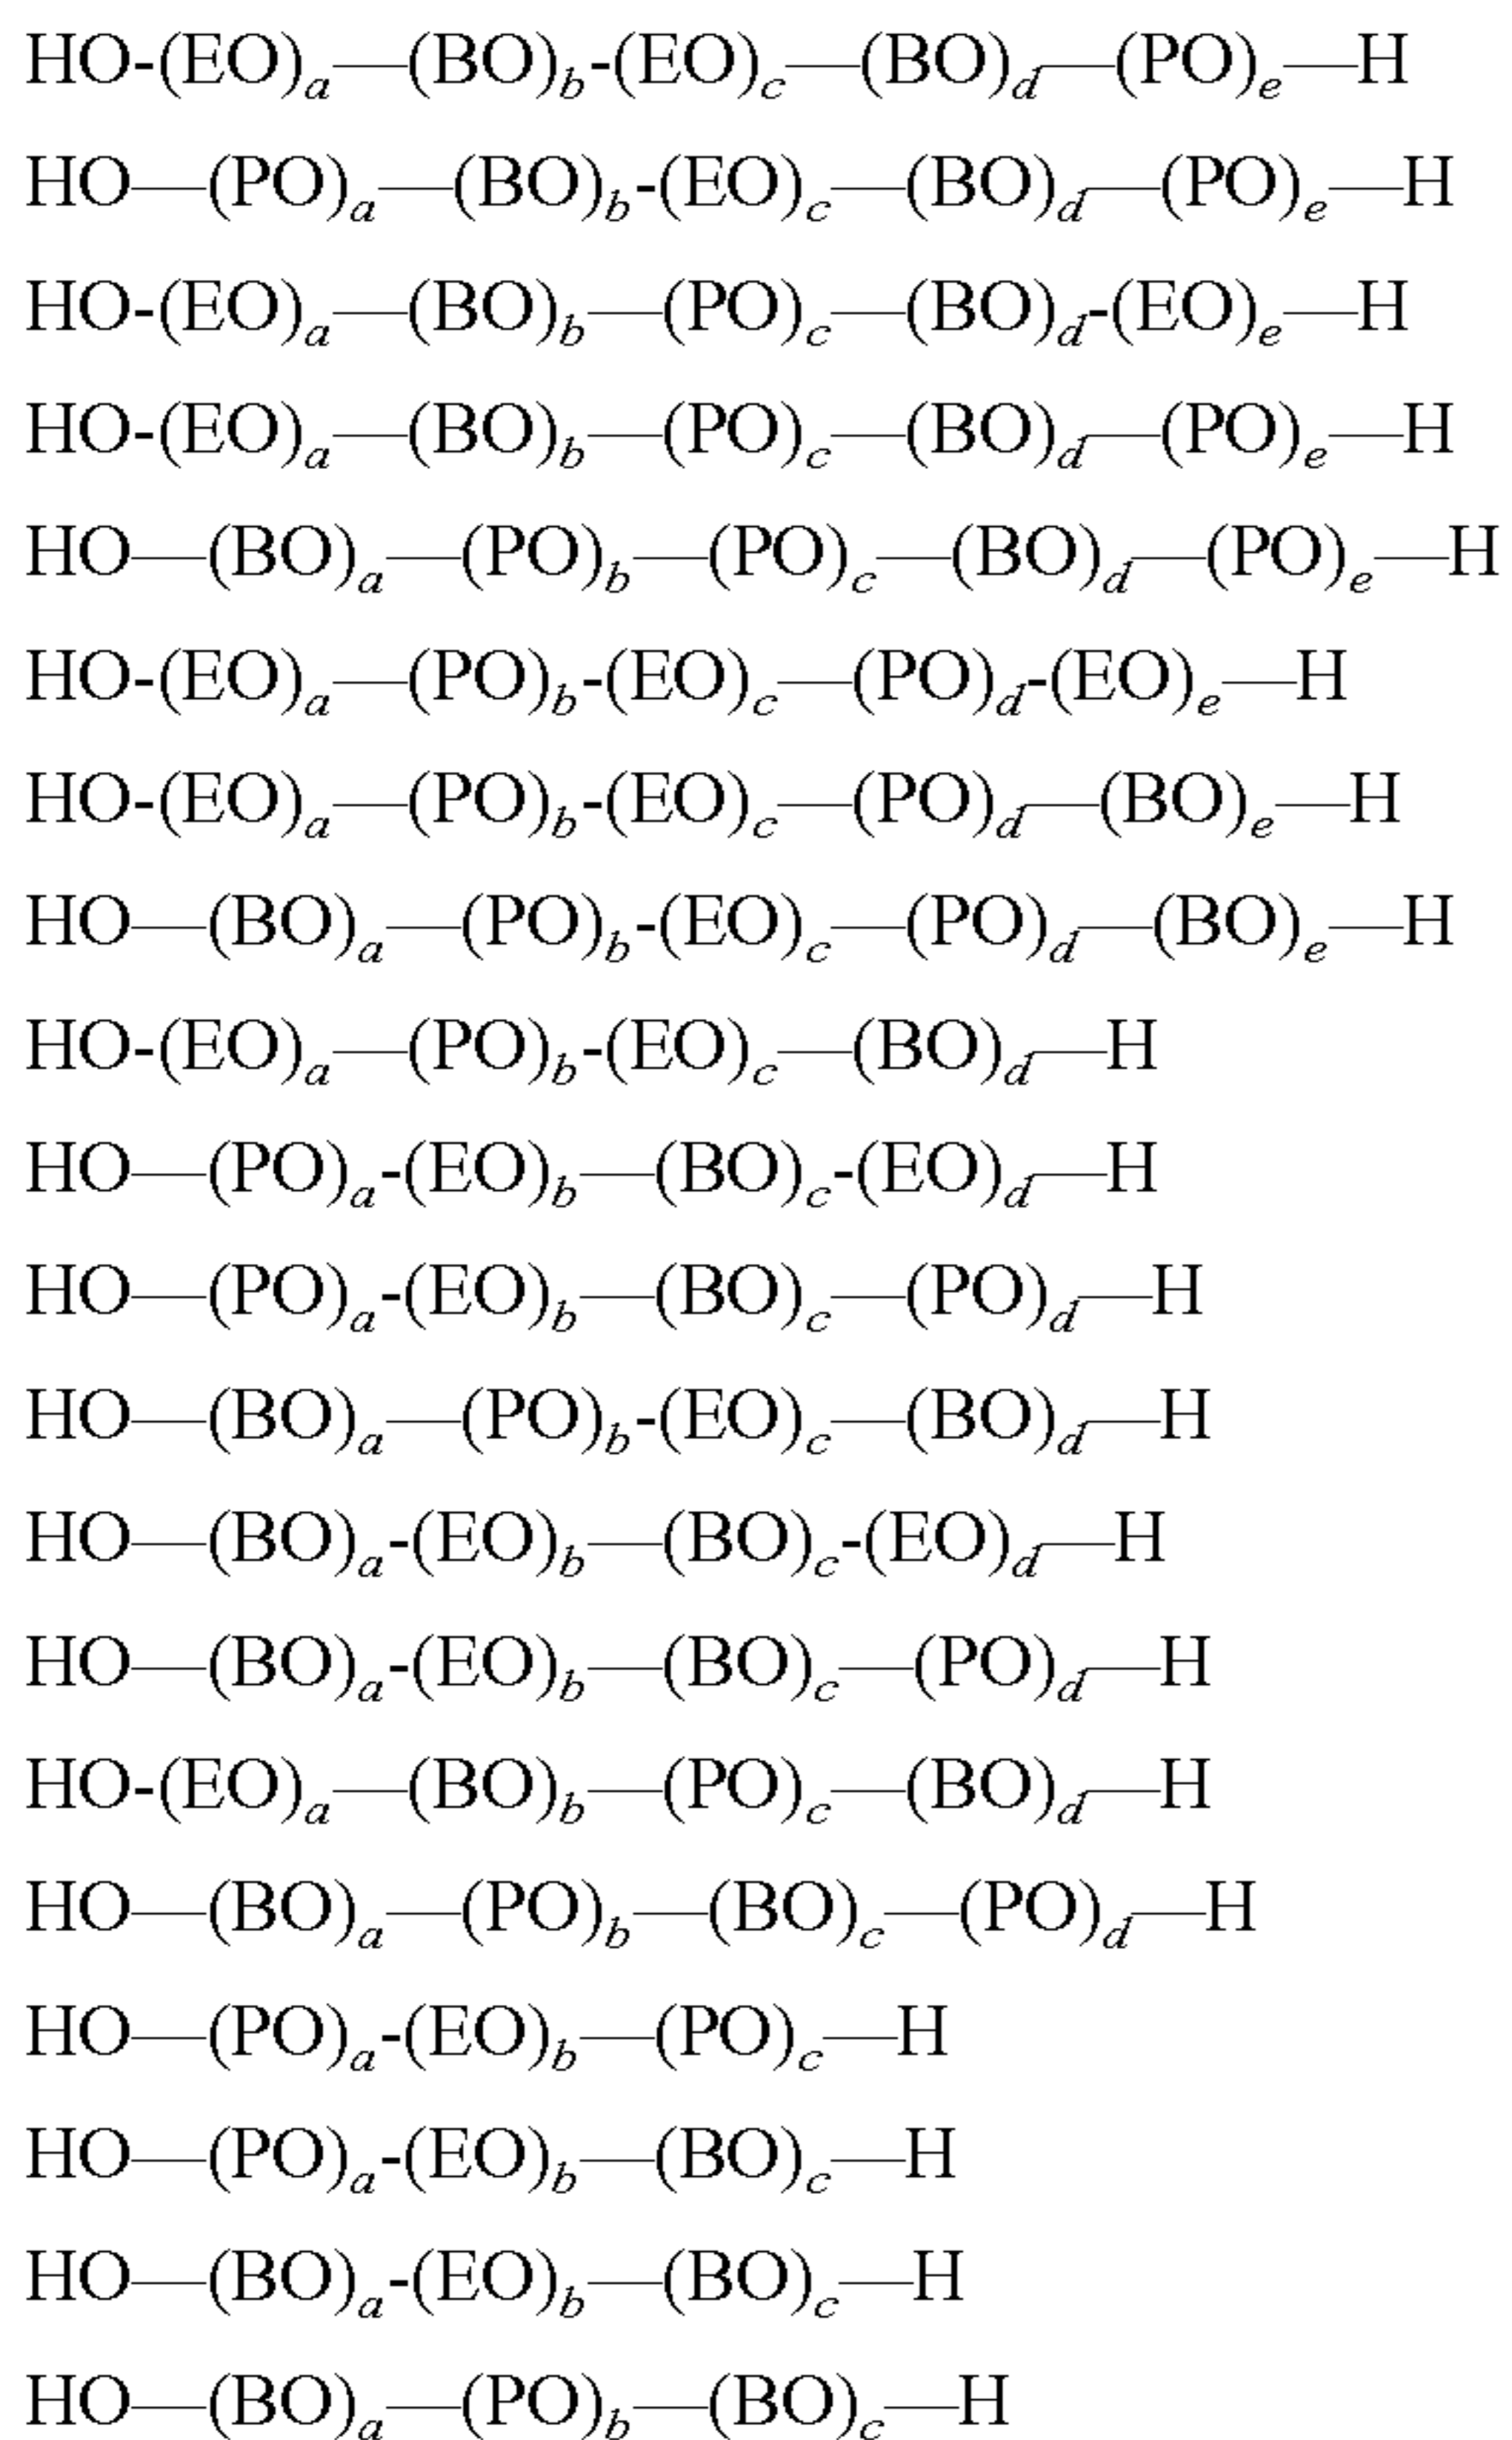 HO-(EO)a—(BO)b-(EO)c—(BO)d—(PO)e—H
HO—(PO)a—(BO)b-(EO)c—(BO)d—(PO)e—H
HO-(EO)a—(BO)b—(PO)c—(BO)d-(EO)e—H
HO-(EO)a—(BO)b—(PO)c—(BO)d—(PO)e—H
HO—(BO)a—(PO)b—(PO)c—(BO)d—(PO)e—H
HO-(EO)a—(PO)b-(EO)c—(PO)d-(EO)e—H
HO-(EO)a—(PO)b-(EO)c—(PO)d—(BO)e—H
HO—(BO)a—(PO)b-(EO)c—(PO)d—(BO)e—H
HO-(EO)a—(PO)b-(EO)c—(BO)d—H
HO—(PO)a-(EO)b—(BO)c-(EO)d—H
HO—(PO)a-(EO)b—(BO)c—(PO)d—H
HO—(BO)a—(PO)b-(EO)c—(BO)d—H
HO—(BO)a-(EO)b—(BO)c-(EO)d—H
HO—(BO)a-(EO)b—(BO)c—(PO)d—H
HO-(EO)a—(BO)b—(PO)c—(BO)d—H
HO—(BO)a—(PO)b—(BO)c—(PO)d—H
HO—(PO)a-(EO)b—(PO)c—H
HO—(PO)a-(EO)b—(BO)c—H
HO—(BO)a-(EO)b—(BO)c—H
HO—(BO)a—(PO)b—(BO)c—H